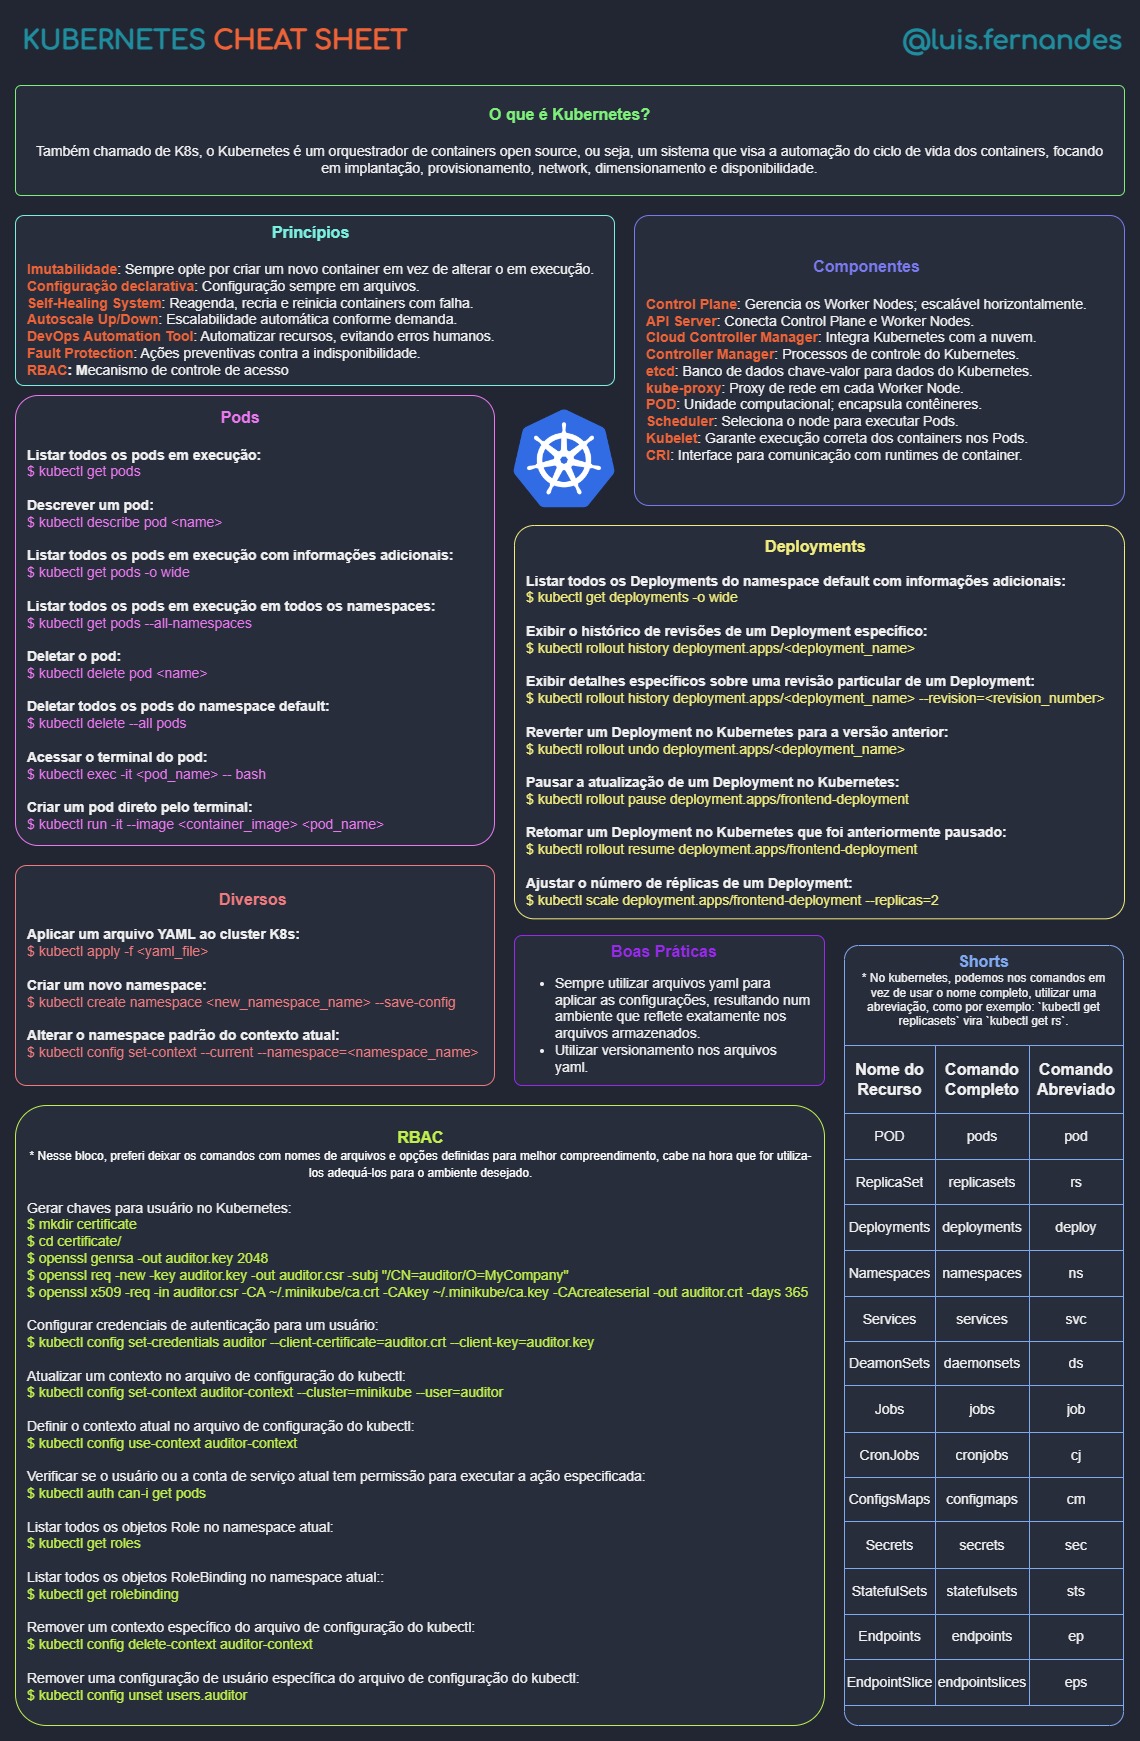 KUBERNETES CHEAT SHEET
@luis.fernandes
O que é Kubernetes?
Também chamado de K8s, o Kubernetes é um orquestrador de containers open source, ou seja, um sistema que visa a automação do ciclo de vida dos containers, focando
em implantação, provisionamento, network, dimensionamento e disponibilidade.
Princípios
Imutabilidade: Sempre opte por criar um novo container em vez de alterar o em execução.
Configuração declarativa: Configuração sempre em arquivos.
Self-Healing System: Reagenda, recria e reinicia containers com falha.
Autoscale Up/Down: Escalabilidade automática conforme demanda.
DevOps Automation Tool: Automatizar recursos, evitando erros humanos.
Fault Protection: Ações preventivas contra a indisponibilidade.
RBAC: Mecanismo de controle de acesso
Componentes
Control Plane: Gerencia os Worker Nodes; escalável horizontalmente.
API Server: Conecta Control Plane e Worker Nodes.
Cloud Controller Manager: Integra Kubernetes com a nuvem.
Controller Manager: Processos de controle do Kubernetes.
etcd: Banco de dados chave-valor para dados do Kubernetes.
kube-proxy: Proxy de rede em cada Worker Node.
POD: Unidade computacional; encapsula contêineres.
Scheduler: Seleciona o node para executar Pods.
Kubelet: Garante execução correta dos containers nos Pods.
CRI: Interface para comunicação com runtimes de container.
Pods
Listar todos os pods em execução:
$ kubectl get pods
Descrever um pod:
$ kubectl describe pod <name>
Listar todos os pods em execução com informações adicionais:
$ kubectl get pods -o wide
Listar todos os pods em execução em todos os namespaces:
$ kubectl get pods --all-namespaces
Deletar o pod:
$ kubectl delete pod <name>
Deletar todos os pods do namespace default:
$ kubectl delete --all pods
Acessar o terminal do pod:
$ kubectl exec -it <pod_name> -- bash
Criar um pod direto pelo terminal:
$ kubectl run -it --image <container_image> <pod_name>
Deployments
Listar todos os Deployments do namespace default com informações adicionais:
$ kubectl get deployments -o wide
Exibir o histórico de revisões de um Deployment específico:
$ kubectl rollout history deployment.apps/<deployment_name>
Exibir detalhes específicos sobre uma revisão particular de um Deployment:
$ kubectl rollout history deployment.apps/<deployment_name> --revision=<revision_number>
Reverter um Deployment no Kubernetes para a versão anterior:
$ kubectl rollout undo deployment.apps/<deployment_name>
Pausar a atualização de um Deployment no Kubernetes:
$ kubectl rollout pause deployment.apps/frontend-deployment
Retomar um Deployment no Kubernetes que foi anteriormente pausado:
$ kubectl rollout resume deployment.apps/frontend-deployment
Ajustar o número de réplicas de um Deployment:
$ kubectl scale deployment.apps/frontend-deployment --replicas=2
Diversos
Aplicar um arquivo YAML ao cluster K8s:
$ kubectl apply -f <yaml_file>
Criar um novo namespace:
$ kubectl create namespace <new_namespace_name> --save-config
Alterar o namespace padrão do contexto atual:
$ kubectl config set-context --current --namespace=<namespace_name>
Boas Práticas
• Sempre utilizar arquivos yaml para
aplicar as configurações, resultando num
ambiente que reflete exatamente nos
arquivos armazenados.
• Utilizar versionamento nos arquivos
yaml.
Shorts
* No kubernetes, podemos nos comandos em
vez de usar o nome completo, utilizar uma
abreviação, como por exemplo: `kubectl get
replicasets` vira `kubectl get rs`.
Nome do Recurso Comando Completo Comando Abreviado
POD pods pod
ReplicaSet replicasets rs
Deployments deployments deploy
Namespaces namespaces ns
Services services svc
DeamonSets daemonsets ds
Jobs jobs job
CronJobs cronjobs cj
ConfigsMaps configmaps cm
Secrets secrets sec
StatefulSets statefulsets sts
Endpoints endpoints ep
EndpointSlice endpointslices eps
RBAC
* Nesse bloco, preferi deixar os comandos com nomes de arquivos e opções definidas para melhor compreendimento, cabe na hora que for utiliza-
los adequá-los para o ambiente desejado.
Gerar chaves para usuário no Kubernetes:
$ mkdir certificate
$ cd certificate/
$ openssl genrsa -out auditor.key 2048
$ openssl req -new -key auditor.key -out auditor.csr -subj "/CN=auditor/O=MyCompany"
$ openssl x509 -req -in auditor.csr -CA ~/.minikube/ca.crt -CAkey ~/.minikube/ca.key -CAcreateserial -out auditor.crt -days 365
Configurar credenciais de autenticação para um usuário:
$ kubectl config set-credentials auditor --client-certificate=auditor.crt --client-key=auditor.key
Atualizar um contexto no arquivo de configuração do kubectl:
$ kubectl config set-context auditor-context --cluster=minikube --user=auditor
Definir o contexto atual no arquivo de configuração do kubectl:
$ kubectl config use-context auditor-context
Verificar se o usuário ou a conta de serviço atual tem permissão para executar a ação especificada:
$ kubectl auth can-i get pods
Listar todos os objetos Role no namespace atual:
$ kubectl get roles
Listar todos os objetos RoleBinding no namespace atual::
$ kubectl get rolebinding
Remover um contexto específico do arquivo de configuração do kubectl:
$ kubectl config delete-context auditor-context
Remover uma configuração de usuário específica do arquivo de configuração do kubectl:
$ kubectl config unset users.auditor